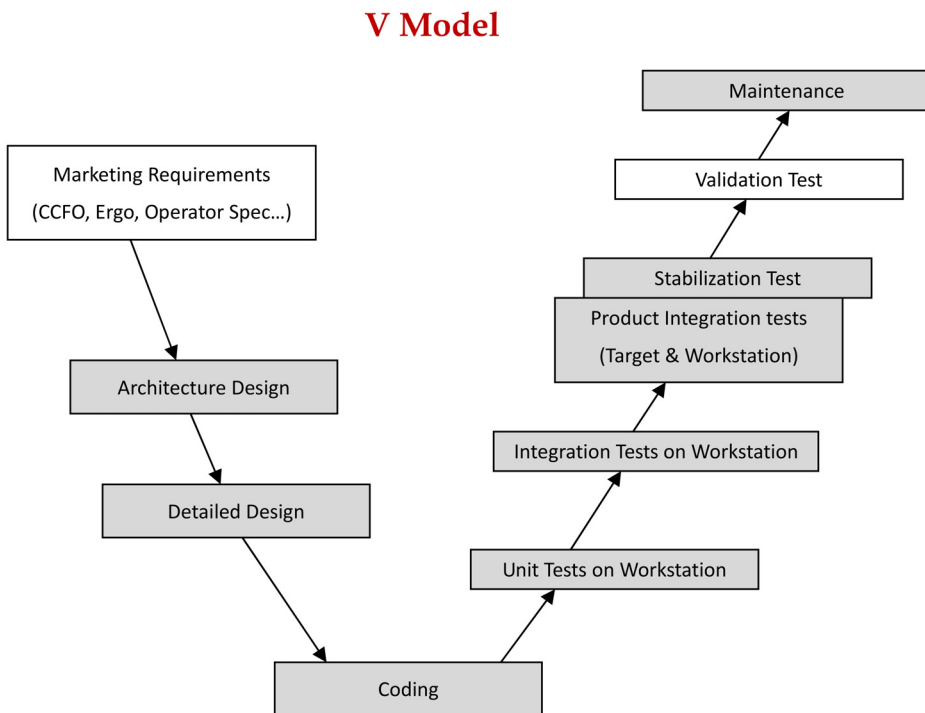 V Model
Maintenance
Marketing Requirements
(CCFO, Ergo, Operator Spec...)
Validation Test
Stabilization Test
Product Integration tests
(Target & Workstation)
Architecture Design
Integration Tests on Workstation
Detailed Design
Unit Tests on Workstation
Coding